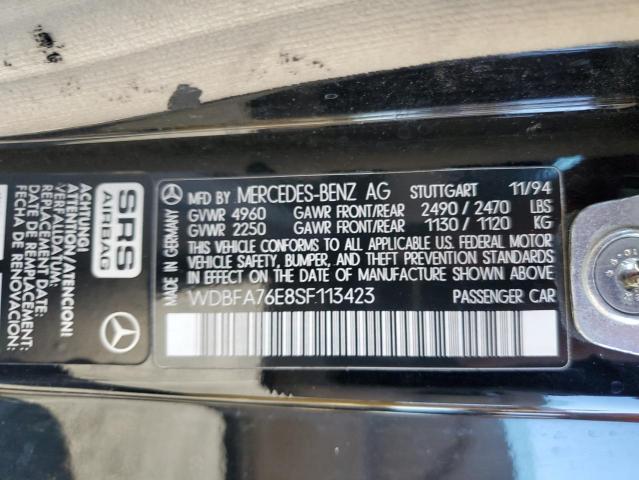 MFD BY MERCEDES-BENZ AG STUTTGART 11/94
GVWR 4960 GAWR FRONT/REAR 2490 / 2470 LBS
GVWR 2250 GAWR FRONT/REAR 1130 / 1120 KG
THIS VEHICLE CONFORMS TO ALL APPLICABLE U.S. FEDERAL MOTOR
VEHICLE SAFETY, BUMPER, AND THEFT PREVENTION STANDARDS
IN EFFECT ON THE DATE OF MANUFACTURE SHOWN ABOVE.
WDBFA76E8SF113423 PASSENGER CAR
MADE IN GERMANY
SRS
AIRBAG
ACHTUNG!
ATTENTION/ATENCION!
VERFALLDATUM:
REPLACEMENT DATE:
DATE DE REMPLACEMENT:
FECHA DE RENOVACION: